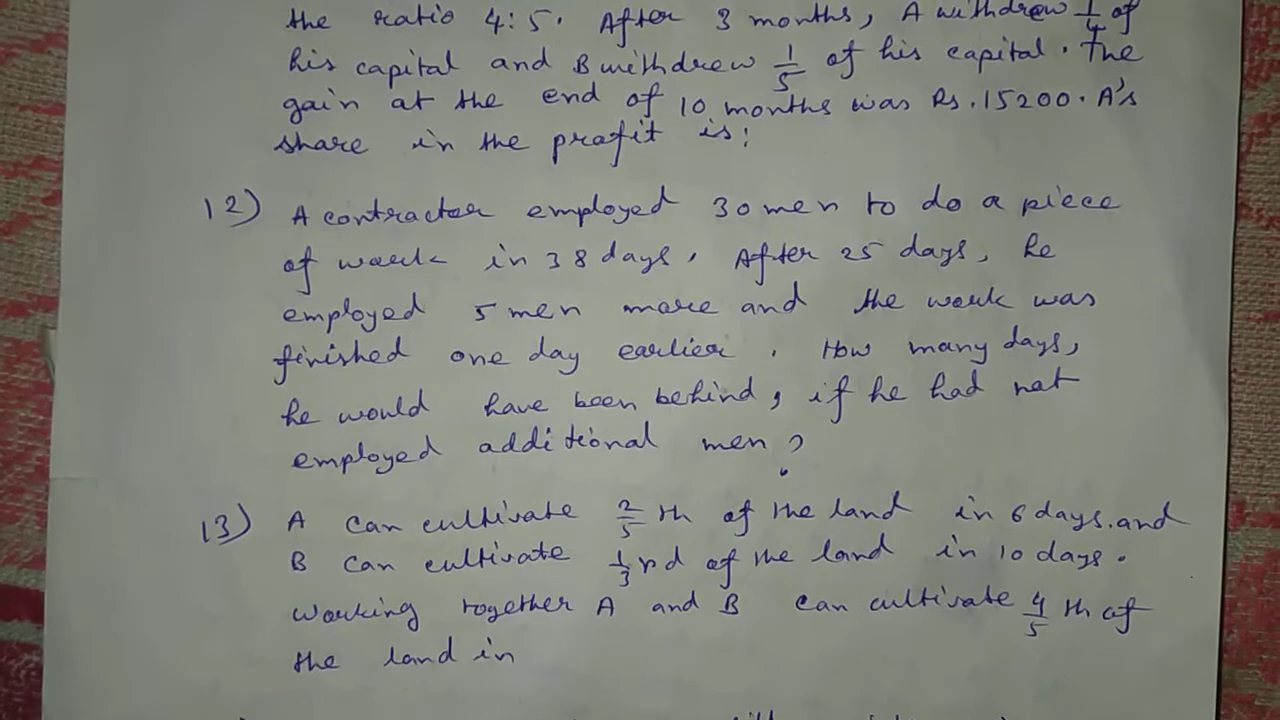 the ratio 4:5. After 3 months, A withdrew 1/4 of
his capital and B withdrew 1/5 of his capital. The
gain at the end of 10 months was Rs.15200. A's
share in the profit is:
12) A contractor employed 30 men to do a piece
of work in 38 days. After 25 days, he
employed 5 men more and the work was
finished one day earlier. How many days,
he would have been behind, if he had not
employed additional men?
13) A can cultivate 2/5 th of the land in 6 days. and
B can cultivate 1/3 rd of the land in 10 days.
Working together A and B can cultivate 4/5 th of
the land in